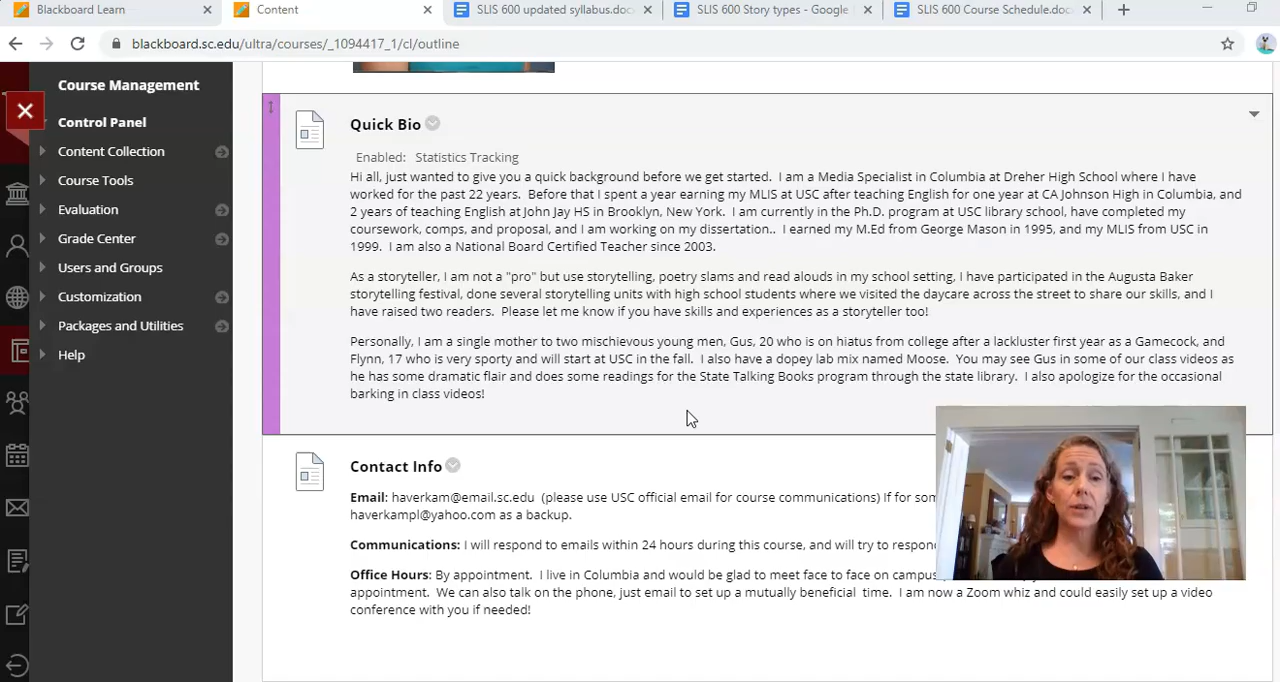 Blackboard Learn
Content
SLIS 600 updated syllabus.doc
SLIS 600 Story types - Google
SLIS 600 Course Schedule.doc
blackboard.sc.edu/ultra/courses/_1094417_1/cl/outline
Course Management
Control Panel
Content Collection
Course Tools
Evaluation
Grade Center
Users and Groups
Customization
Packages and Utilities
Help
Quick Bio
Enabled: Statistics Tracking
Hi all, just wanted to give you a quick background before we get started. I am a Media Specialist in Columbia at Dreher High School where I have
worked for the past 22 years. Before that I spent a year earning my MLIS at USC after teaching English for one year at CA Johnson High in Columbia, and
2 years of teaching English at John Jay HS in Brooklyn, New York. I am currently in the Ph.D. program at USC library school, have completed my
coursework, comps, and proposal, and I am working on my dissertation.. I earned my M.Ed from George Mason in 1995, and my MLIS from USC in
1999. I am also a National Board Certified Teacher since 2003.
As a storyteller, I am not a "pro" but use storytelling, poetry slams and read alouds in my school setting, I have participated in the Augusta Baker
storytelling festival, done several storytelling units with high school students where we visited the daycare across the street to share our skills, and I
have raised two readers. Please let me know if you have skills and experiences as a storyteller too!
Personally, I am a single mother to two mischievous young men, Gus, 20 who is on hiatus from college after a lackluster first year as a Gamecock, and
Flynn, 17 who is very sporty and will start at USC in the fall. I also have a dopey lab mix named Moose. You may see Gus in some of our class videos as
he has some dramatic flair and does some readings for the State Talking Books program through the state library. I also apologize for the occasional
barking in class videos!
Contact Info
Email: haverkam@email.sc.edu (please use USC official email for course communications) If for som
haverkampl@yahoo.com as a backup.
Communications: I will respond to emails within 24 hours during this course, and will try to respon
Office Hours: By appointment. I live in Columbia and would be glad to meet face to face on campus
appointment. We can also talk on the phone, just email to set up a mutually beneficial time. I am now a Zoom whiz and could easily set up a video
conference with you if needed!